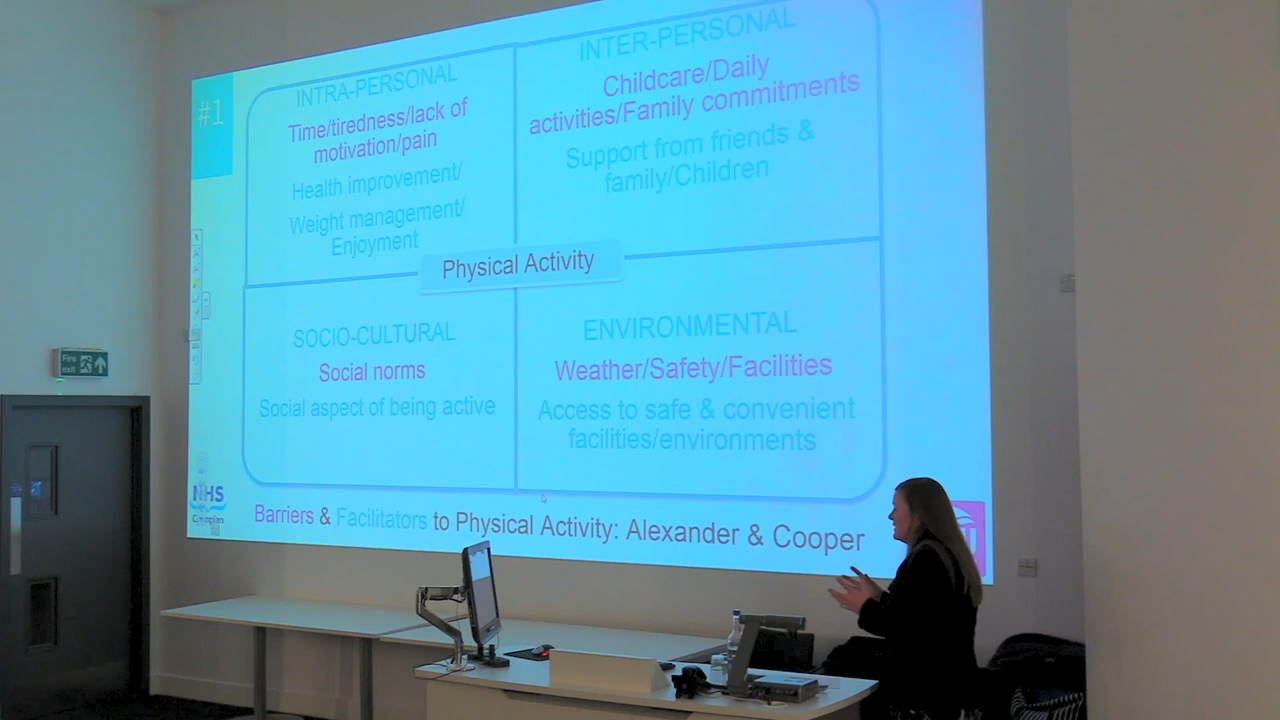 #1
INTRA-PERSONAL
Time/tiredness/lack of
motivation/pain
Health improvement/
Weight management/
Enjoyment
INTER-PERSONAL
Childcare/Daily
activities/Family commitments
Support from friends &
family/Children
Physical Activity
SOCIO-CULTURAL
Social norms
Social aspect of being active
ENVIRONMENTAL
Weather/Safety/Facilities
Access to safe & convenient
facilities/environments
NHS
Grampian
Barriers & Facilitators to Physical Activity: Alexander & Cooper
Fire
exit